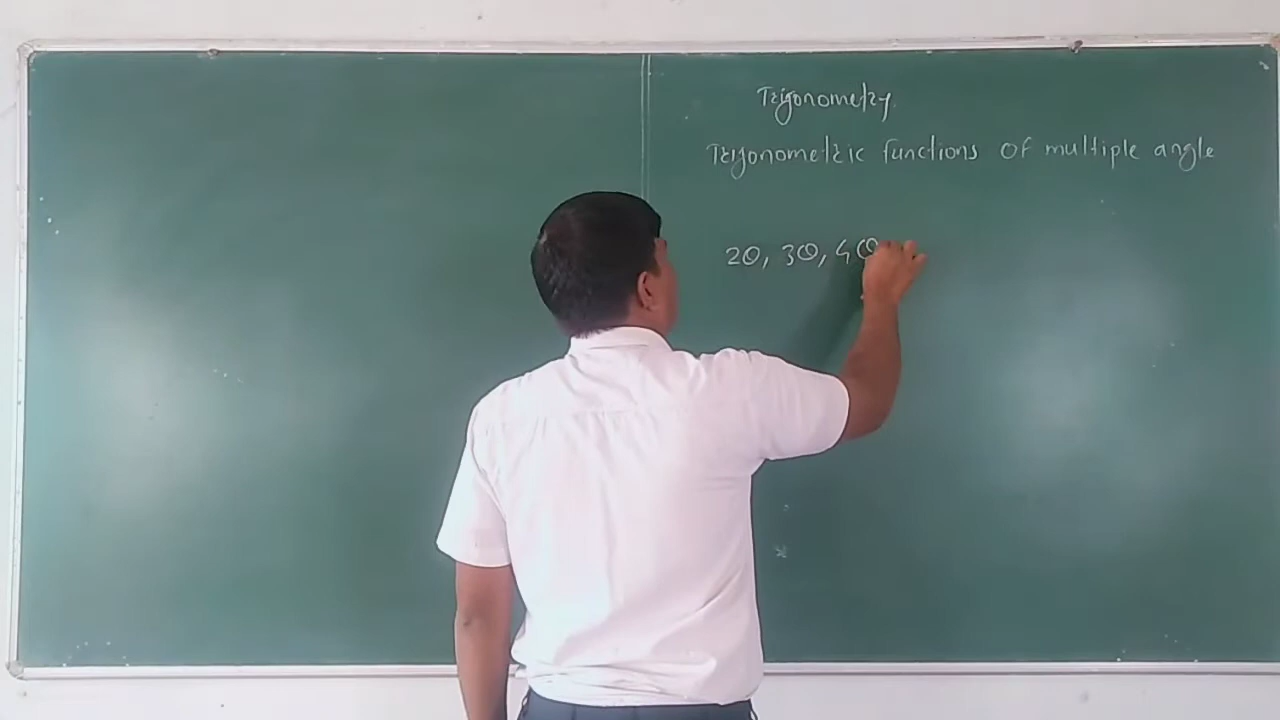 Trigonometry
Trigonometric functions of multiple angle
2θ, 3θ, 4θ